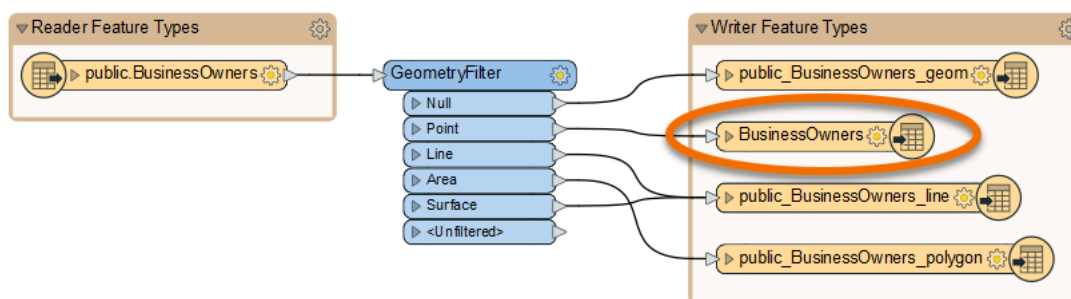 Reader Feature Types
public.BusinessOwners
GeometryFilter
Null
Point
Line
Area
Surface
<Unfiltered>
Writer Feature Types
public_BusinessOwners_geom
BusinessOwners
public_BusinessOwners_line
public_BusinessOwners_polygon